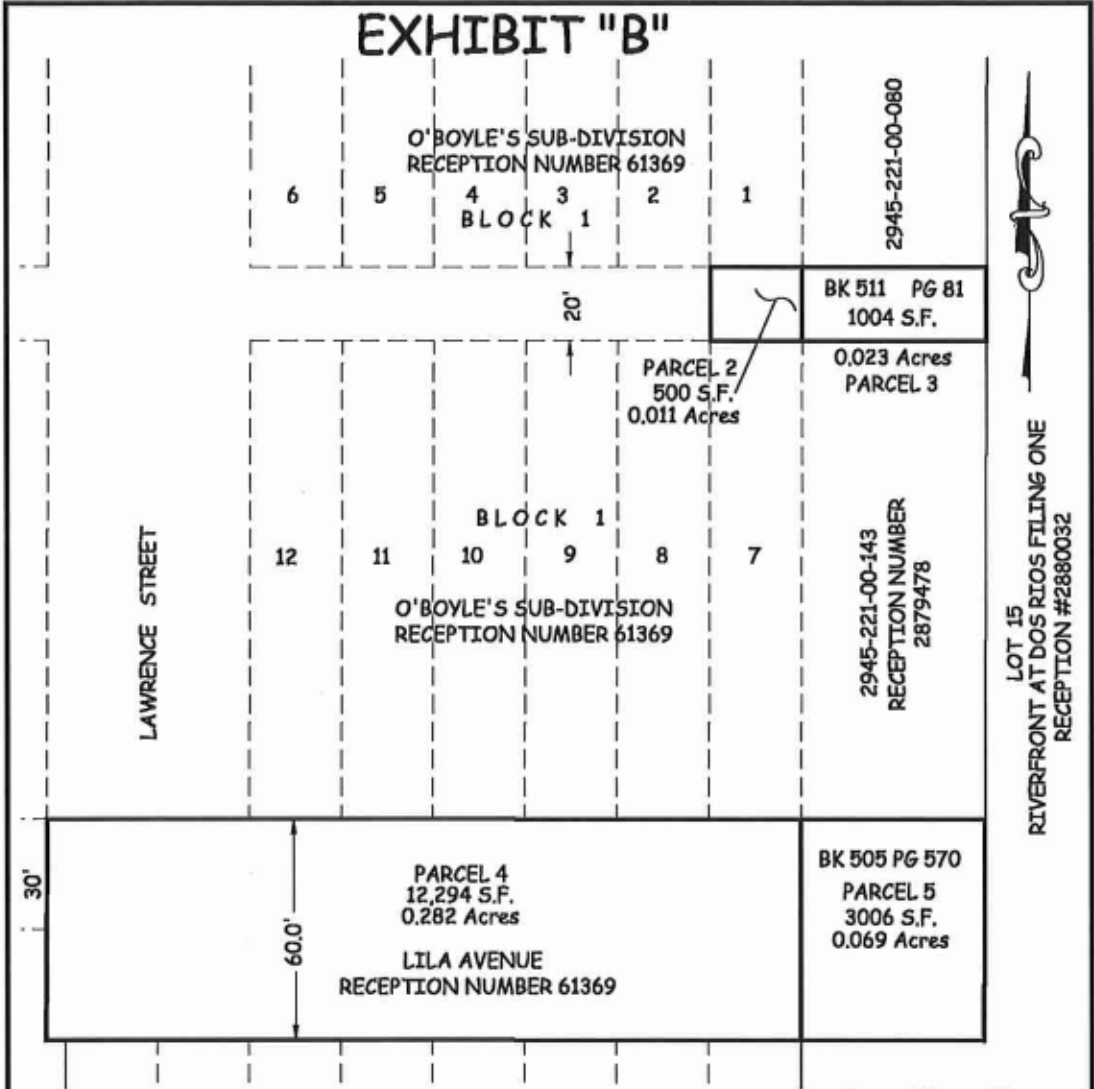 EXHIBIT "B"
O'BOYLE'S SUB-DIVISION
RECEPTION NUMBER 61369
6 5 4 3 2 1
BLOCK 1
2945-221-00-080
20'
BK 511 PG 81
1004 S.F.
0.023 Acres
PARCEL 3
PARCEL 2
500 S.F.
0.011 Acres
LAWRENCE STREET
BLOCK 1
12 11 10 9 8 7
O'BOYLE'S SUB-DIVISION
RECEPTION NUMBER 61369
2945-221-00-143
RECEPTION NUMBER
2879478
LOT 15
RIVERFRONT AT DOS RIOS FILING ONE
RECEPTION #2880032
30'
60.0'
PARCEL 4
12,294 S.F.
0.282 Acres
LILA AVENUE
RECEPTION NUMBER 61369
BK 505 PG 570
PARCEL 5
3006 S.F.
0.069 Acres